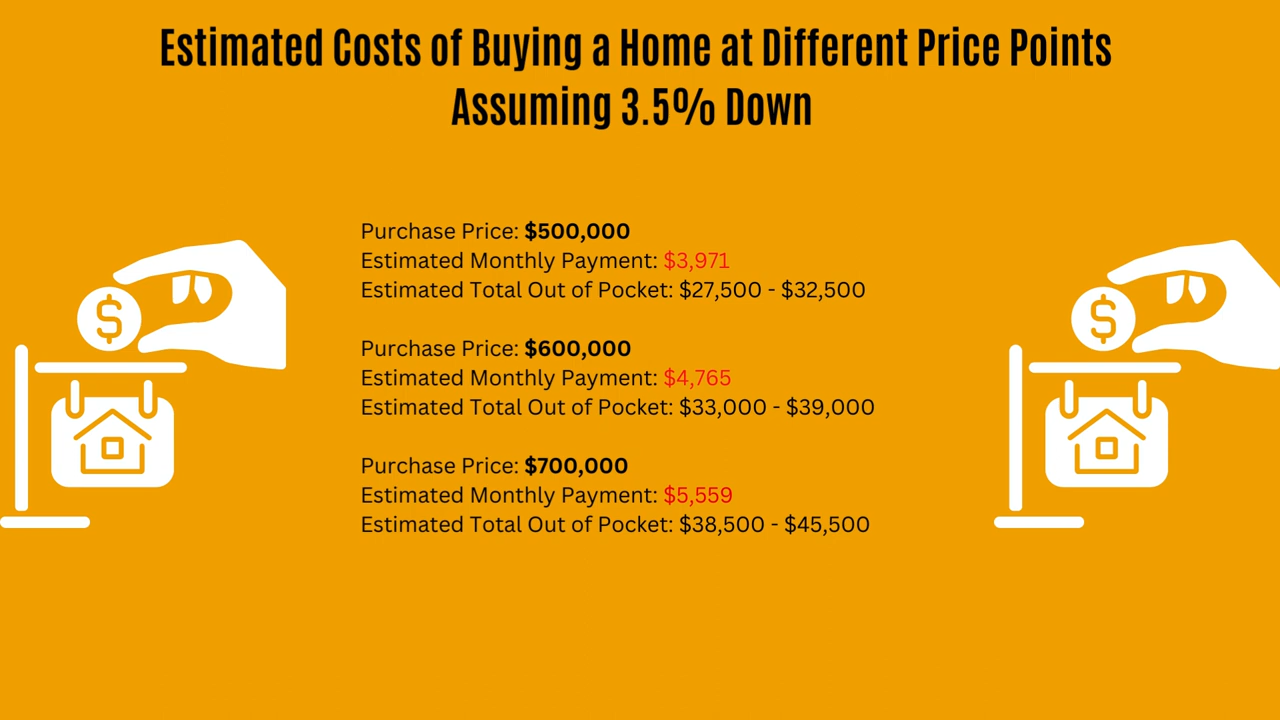 Estimated Costs of Buying a Home at Different Price Points
Assuming 3.5% Down
Purchase Price: $500,000
Estimated Monthly Payment: $3,971
Estimated Total Out of Pocket: $27,500 - $32,500
Purchase Price: $600,000
Estimated Monthly Payment: $4,765
Estimated Total Out of Pocket: $33,000 - $39,000
Purchase Price: $700,000
Estimated Monthly Payment: $5,559
Estimated Total Out of Pocket: $38,500 - $45,500
$
$